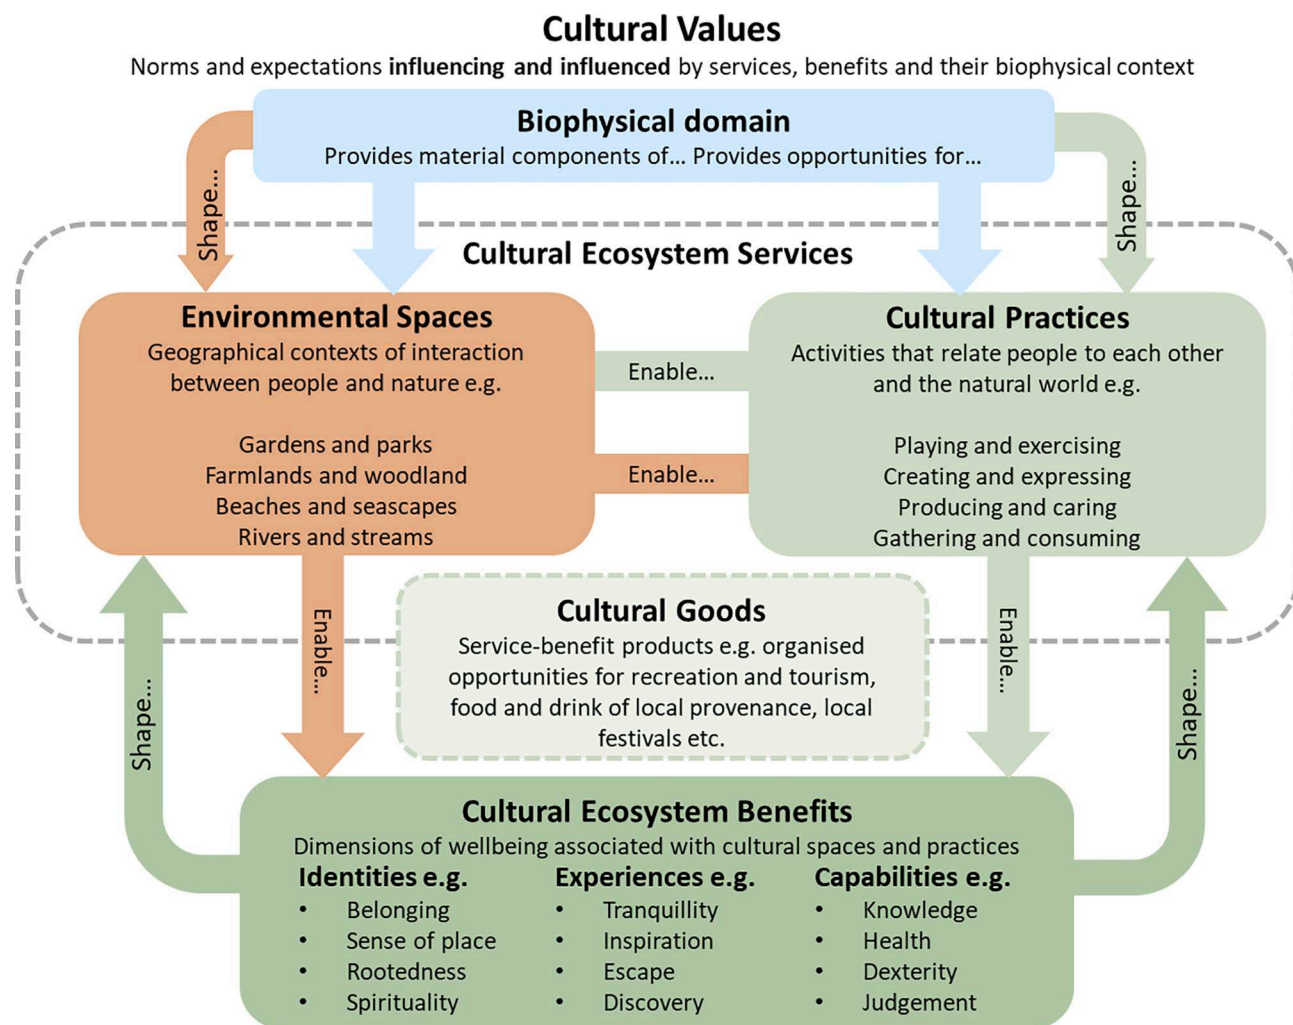 Cultural Values
Norms and expectations influencing and influenced by services, benefits and their biophysical context
Biophysical domain
Provides material components of... Provides opportunities for...
Shape...
Shape...
Cultural Ecosystem Services
Environmental Spaces
Geographical contexts of interaction
between people and nature e.g.
Gardens and parks
Farmlands and woodland
Beaches and seascapes
Rivers and streams
Enable...
Enable...
Cultural Practices
Activities that relate people to each other
and the natural world e.g.
Playing and exercising
Creating and expressing
Producing and caring
Gathering and consuming
Shape...
Enable...
Cultural Goods
Service-benefit products e.g. organised
opportunities for recreation and tourism,
food and drink of local provenance, local
festivals etc.
Enable...
Shape...
Cultural Ecosystem Benefits
Dimensions of wellbeing associated with cultural spaces and practices
Identities e.g.
• Belonging
• Sense of place
• Rootedness
• Spirituality
Experiences e.g.
• Tranquillity
• Inspiration
• Escape
• Discovery
Capabilities e.g.
• Knowledge
• Health
• Dexterity
• Judgement